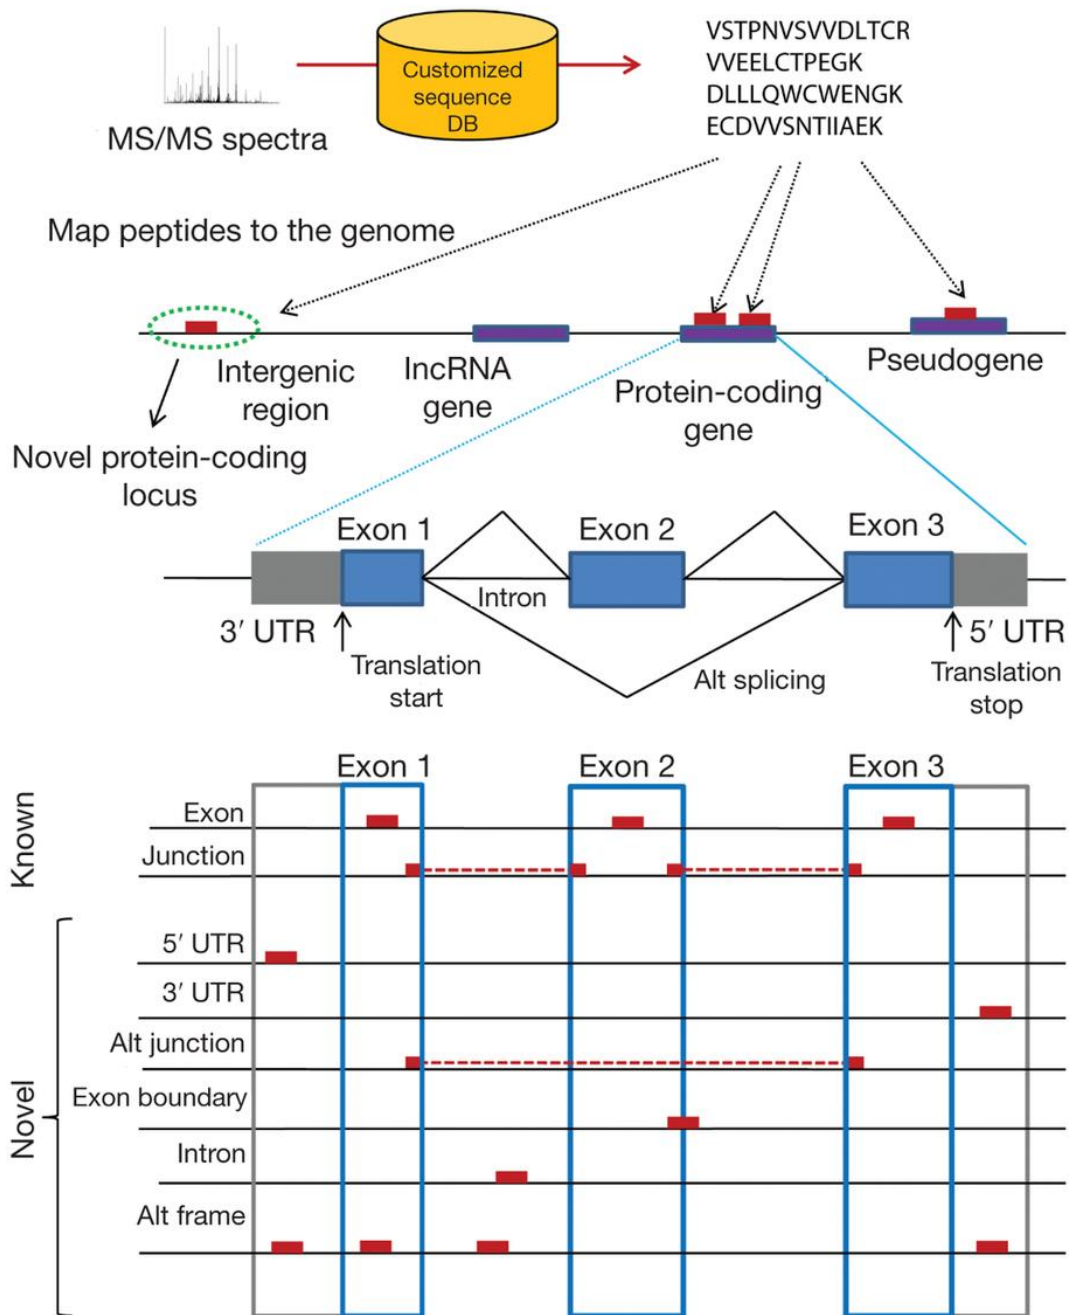 VSTPNVSVVDLTCR
VVEELCTPEGK
DLLLQWCWENGK
ECDVVSNTIIAEK
Customized
sequence
DB
MS/MS spectra
Map peptides to the genome
Intergenic
region
lncRNA
gene
Protein-coding
gene
Pseudogene
Novel protein-coding
locus
Exon 1
Exon 2
Exon 3
Intron
3′ UTR
5′ UTR
Translation
start
Alt splicing
Translation
stop
Exon 1
Exon 2
Exon 3
Known
Exon
Junction
Novel
5′ UTR
3′ UTR
Alt junction
Exon boundary
Intron
Alt frame